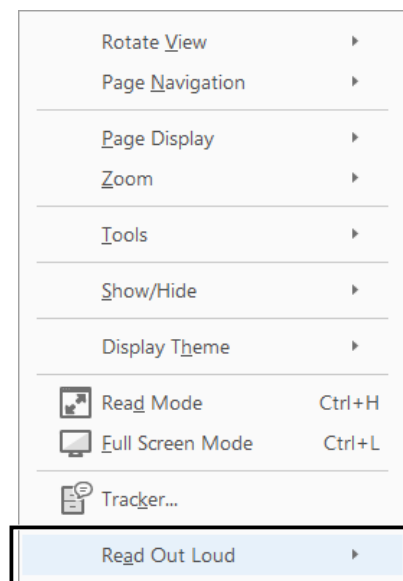 Rotate View
Page Navigation
Page Display
Zoom
Tools
Show/Hide
Display Theme
Read Mode Ctrl+H
Full Screen Mode Ctrl+L
Tracker...
Read Out Loud